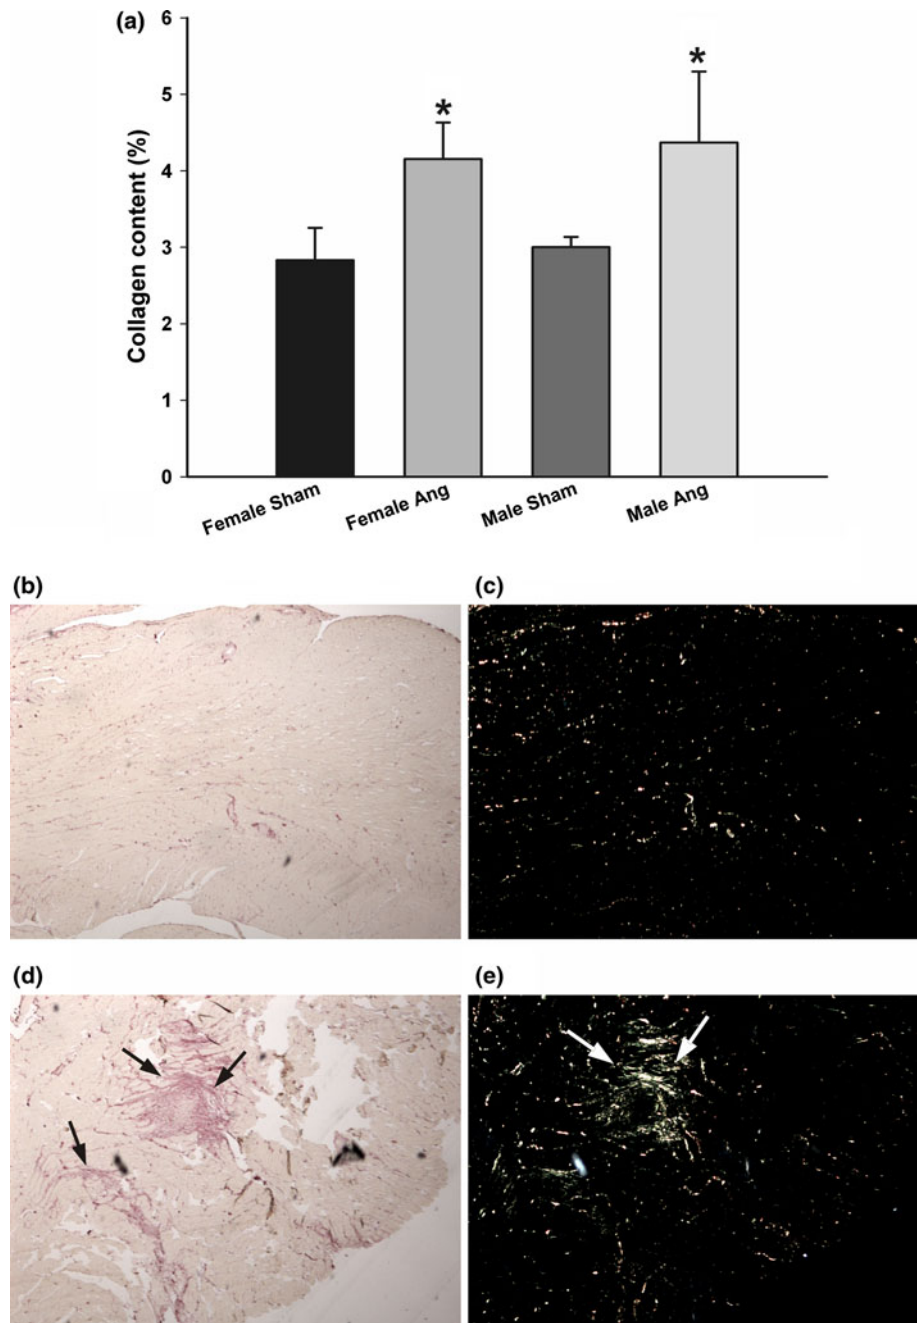 (a)
6
5
4
3
2
1
0
Collagen content (%)
*
*
Female Sham
Female Ang
Male Sham
Male Ang
(b)
(c)
(d)
(e)